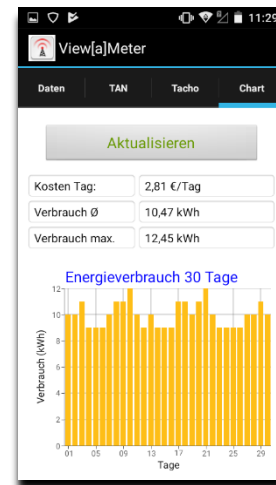 11:29
View[a]Meter
Daten TAN Tacho Chart
Aktualisieren
Kosten Tag: 2,81 €/Tag
Verbrauch Ø 10,47 kWh
Verbrauch max. 12,45 kWh
Energieverbrauch 30 Tage
12
10
8
6
4
2
0
Verbrauch (kWh)
01 05 09 13 17 21 25 29
Tage